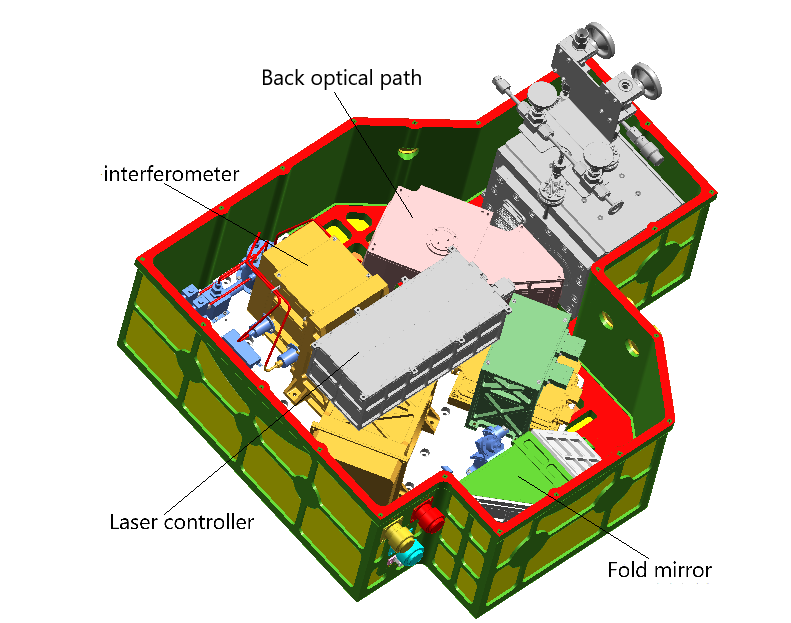 Back optical path
interferometer
Laser controller
Fold mirror